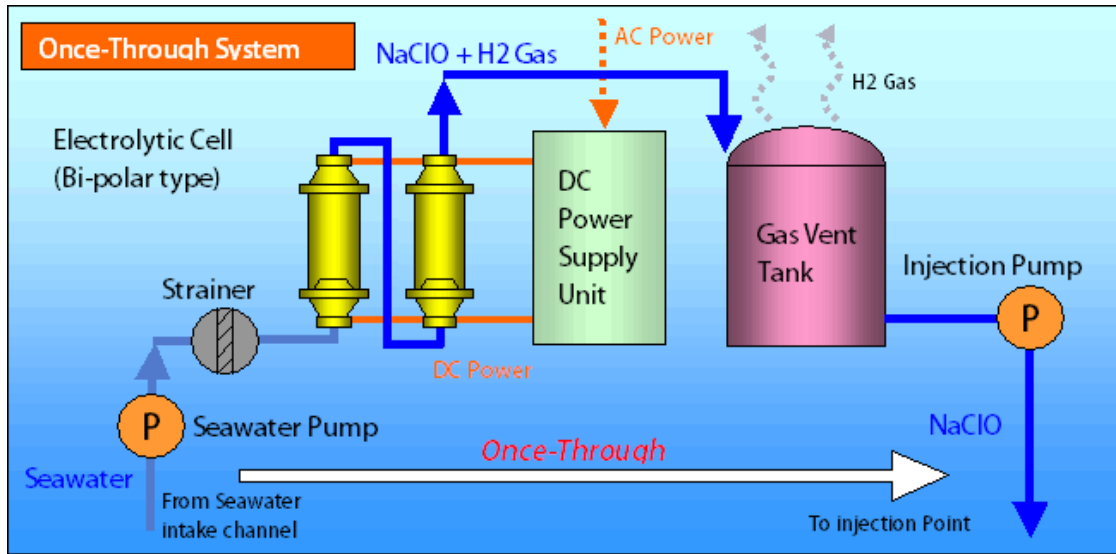 Once-Through System
NaClO + H2 Gas
AC Power
H2 Gas
Electrolytic Cell
(Bi-polar type)
DC
Power
Supply
Unit
Gas Vent
Tank
Injection Pump
P
Strainer
DC Power
P
Seawater Pump
NaClO
Once-Through
Seawater
From Seawater
intake channel
To injection Point